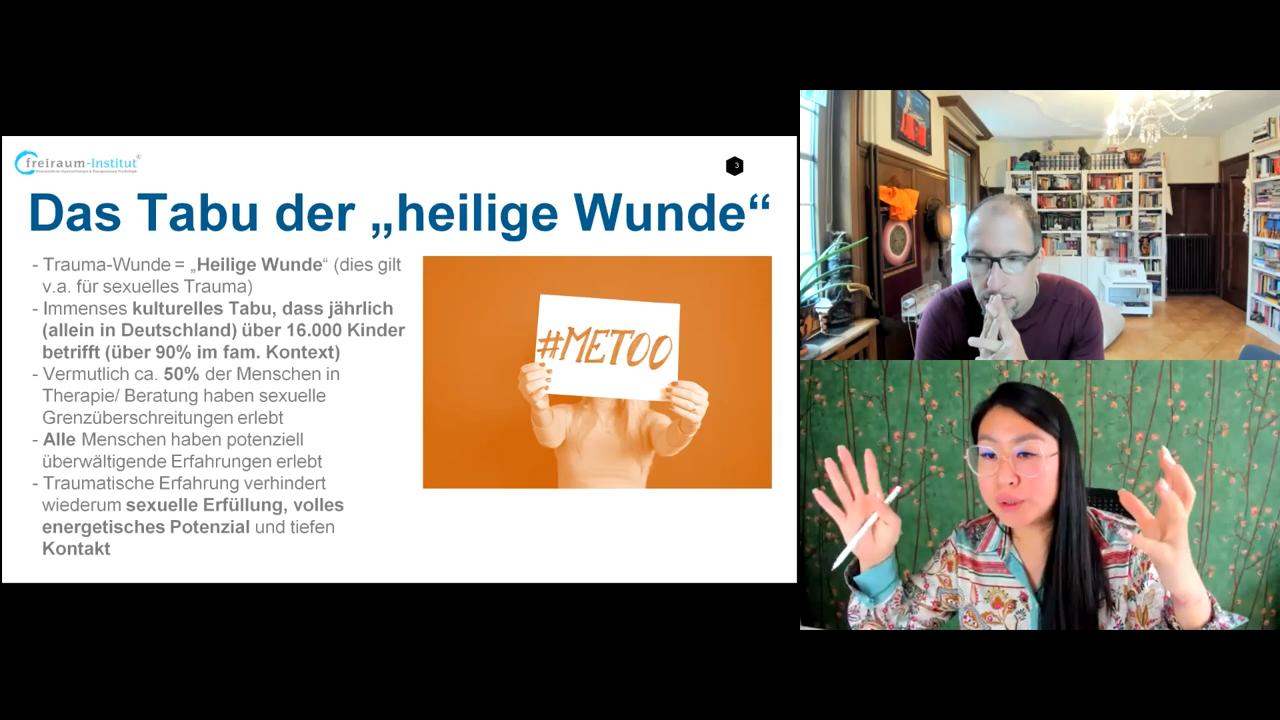 freiraum-Institut®
3
Das Tabu der „heilige Wunde“
- Trauma-Wunde = „Heilige Wunde“ (dies gilt
v.a. für sexuelles Trauma)
- Immenses kulturelles Tabu, dass jährlich
(allein in Deutschland) über 16.000 Kinder
betrifft (über 90% im fam. Kontext)
- Vermutlich ca. 50% der Menschen in
Therapie/ Beratung haben sexuelle
Grenzüberschreitungen erlebt
- Alle Menschen haben potenziell
überwältigende Erfahrungen erlebt
- Traumatische Erfahrung verhindert
wiederum sexuelle Erfüllung, volles
energetisches Potenzial und tiefen
Kontakt
#METOO